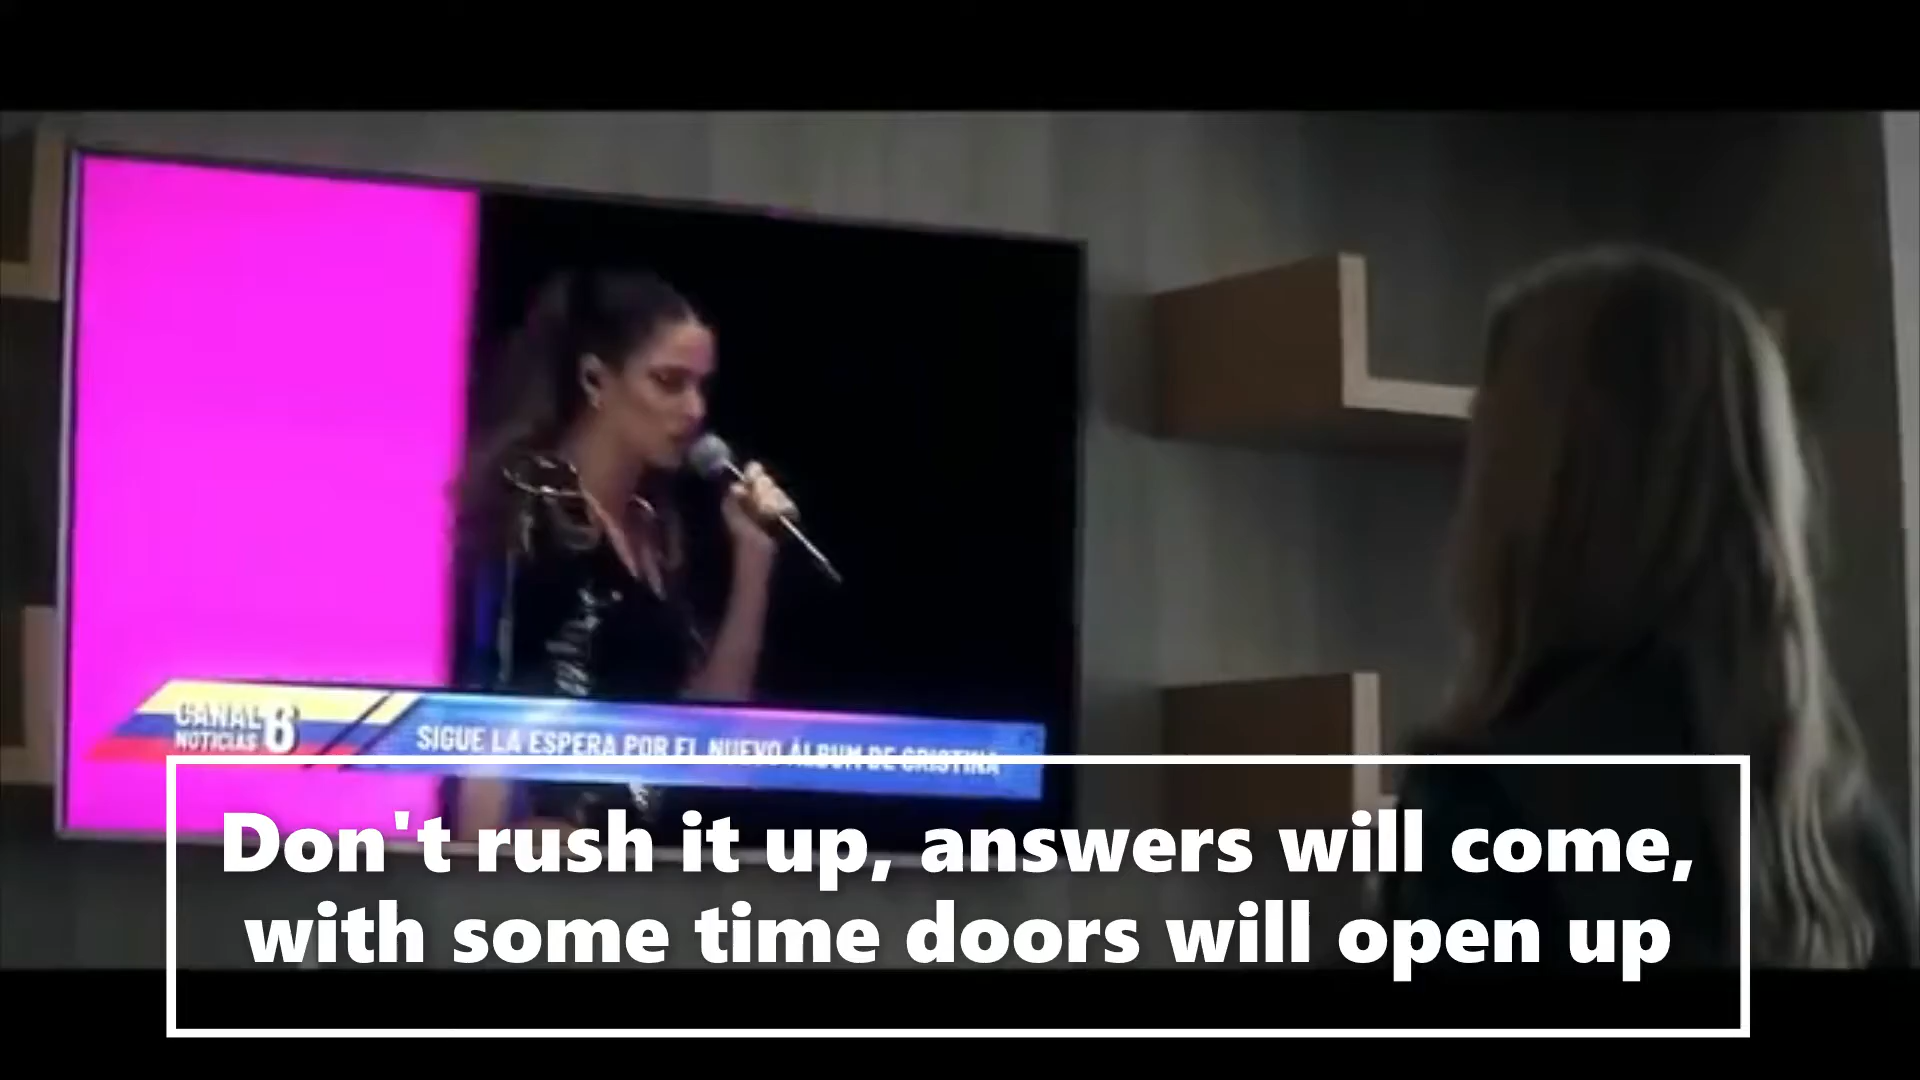 CANAL 6
NOTICIAS
SIGUE LA ESPERA POR EL NUEVO ÁLBUM DE CRISTINA
Don't rush it up, answers will come,
with some time doors will open up